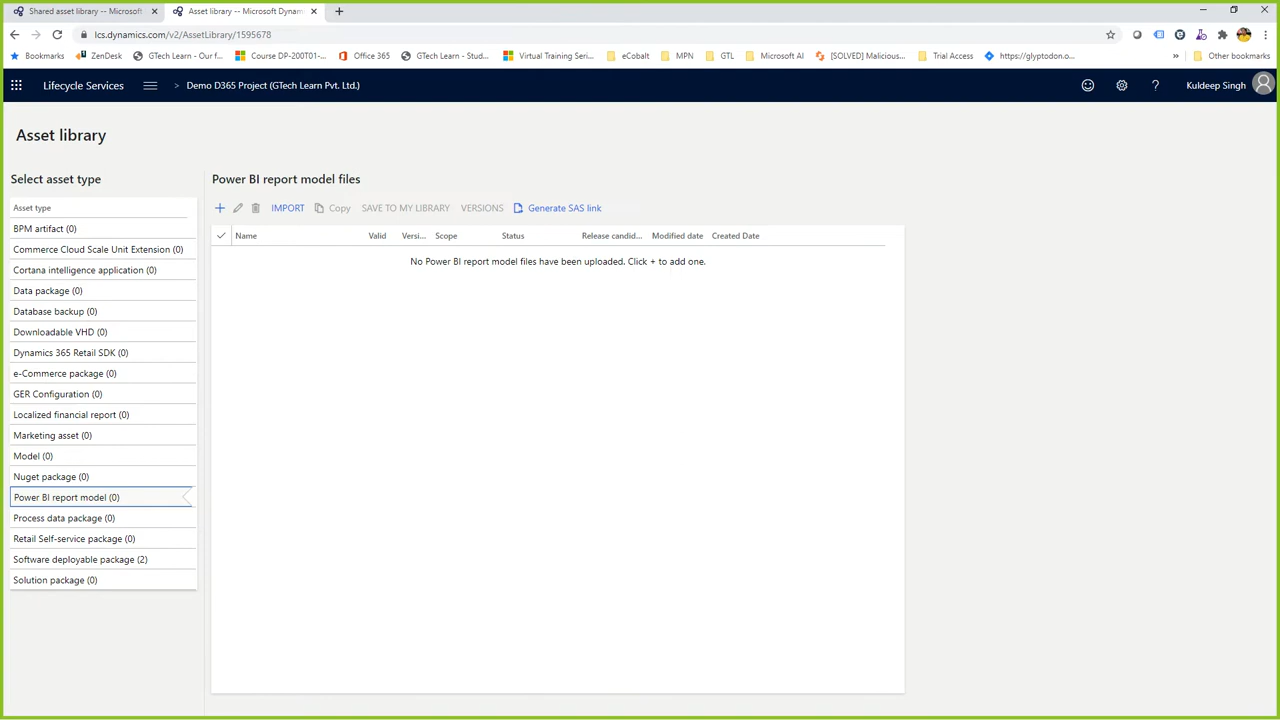 Shared asset library -- Microsoft
Asset library -- Microsoft Dynam
lcs.dynamics.com/v2/AssetLibrary/1595678
Bookmarks
ZenDesk
GTech Learn - Our f...
Course DP-200T01-...
Office 365
GTech Learn - Stud...
Virtual Training Seri...
eCobalt
MPN
GTL
Microsoft AI
[SOLVED] Malicious...
Trial Access
https://glyptodon.o...
»
Other bookmarks
Lifecycle Services
> Demo D365 Project (GTech Learn Pvt. Ltd.)
?
Kuldeep Singh
Asset library
Select asset type
Asset type
BPM artifact (0)
Commerce Cloud Scale Unit Extension (0)
Cortana intelligence application (0)
Data package (0)
Database backup (0)
Downloadable VHD (0)
Dynamics 365 Retail SDK (0)
e-Commerce package (0)
GER Configuration (0)
Localized financial report (0)
Marketing asset (0)
Model (0)
Nuget package (0)
Power BI report model (0)
Process data package (0)
Retail Self-service package (0)
Software deployable package (2)
Solution package (0)
Power BI report model files
IMPORT
Copy
SAVE TO MY LIBRARY
VERSIONS
Generate SAS link
Name
Valid
Versi...
Scope
Status
Release candid...
Modified date
Created Date
No Power BI report model files have been uploaded. Click + to add one.